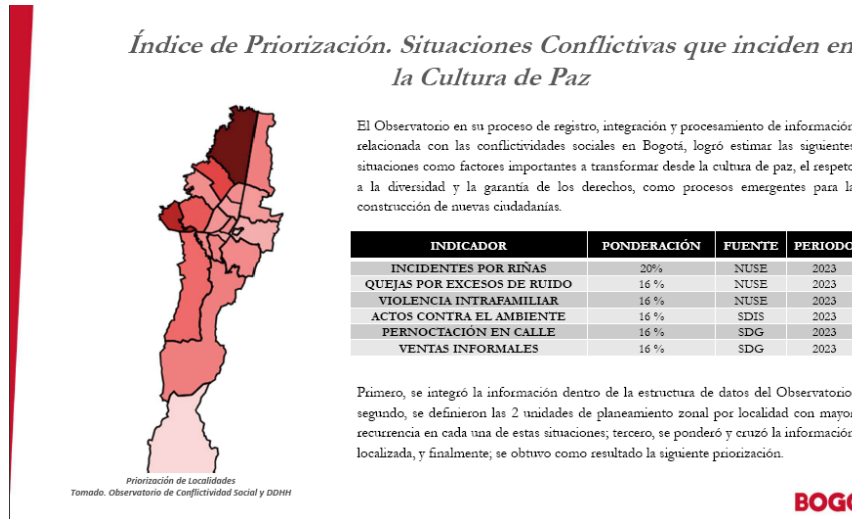 Índice de Priorización. Situaciones Conflictivas que inciden en
la Cultura de Paz
El Observatorio en su proceso de registro, integración y procesamiento de información
relacionada con las conflictividades sociales en Bogotá, logró estimar las siguientes
situaciones como factores importantes a transformar desde la cultura de paz, el respeto
a la diversidad y la garantía de los derechos, como procesos emergentes para la
construcción de nuevas ciudadanías.
INDICADOR PONDERACIÓN FUENTE PERIODO
INCIDENTES POR RIÑAS 20% NUSE 2023
QUEJAS POR EXCESOS DE RUIDO 16 % NUSE 2023
VIOLENCIA INTRAFAMILIAR 16 % NUSE 2023
ACTOS CONTRA EL AMBIENTE 16 % SDIS 2023
PERNOCTACIÓN EN CALLE 16 % SDG 2023
VENTAS INFORMALES 16 % SDG 2023
Primero, se integró la información dentro de la estructura de datos del Observatorio
segundo, se definieron las 2 unidades de planeamiento zonal por localidad con mayor
recurrencia en cada una de estas situaciones; tercero, se ponderó y cruzó la información
localizada, y finalmente; se obtuvo como resultado la siguiente priorización.
Priorización de Localidades
Tomado. Observatorio de Conflictividad Social y DDHH
BOGO